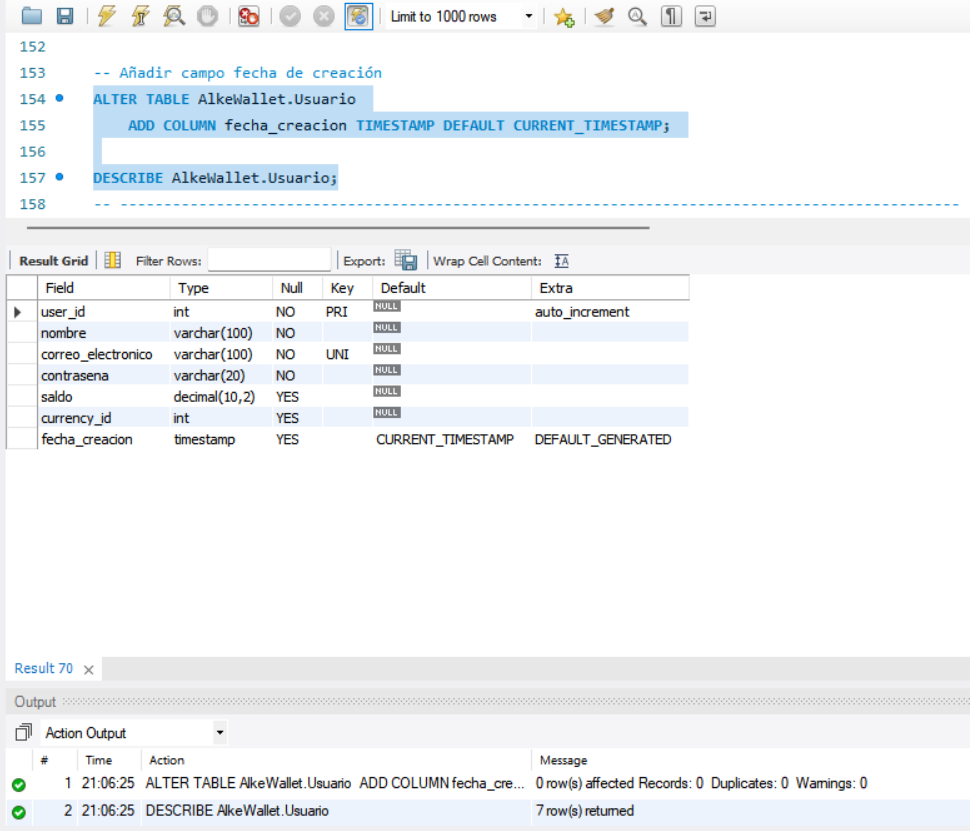 Limit to 1000 rows
152
153 -- Añadir campo fecha de creación
154 ALTER TABLE AlkeWallet.Usuario
155 ADD COLUMN fecha_creacion TIMESTAMP DEFAULT CURRENT_TIMESTAMP;
156
157 DESCRIBE AlkeWallet.Usuario;
158 -- ------------------------------------------------------------------------------------------------
Result Grid Filter Rows: Export: Wrap Cell Content: IA
Field Type Null Key Default Extra
user_id int NO PRI NULL auto_increment
nombre varchar(100) NO NULL
correo_electronico varchar(100) NO UNI NULL
contrasena varchar(20) NO NULL
saldo decimal(10,2) YES NULL
currency_id int YES NULL
fecha_creacion timestamp YES CURRENT_TIMESTAMP DEFAULT_GENERATED
Result 70
Output
Action Output
# Time Action Message
1 21:06:25 ALTER TABLE AlkeWallet.Usuario ADD COLUMN fecha_cre... 0 row(s) affected Records: 0 Duplicates: 0 Warnings: 0
2 21:06:25 DESCRIBE AlkeWallet.Usuario 7 row(s) returned